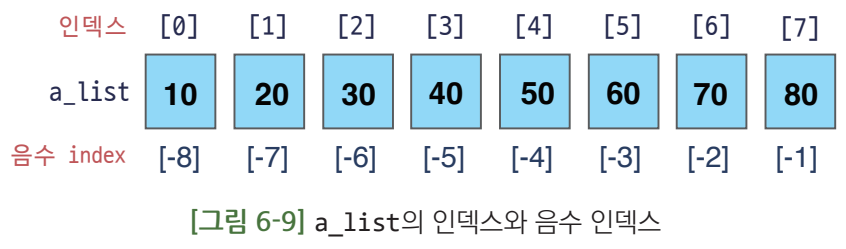 인덱스 [0] [1] [2] [3] [4] [5] [6] [7]
a_list 10 20 30 40 50 60 70 80
음수 index [-8] [-7] [-6] [-5] [-4] [-3] [-2] [-1]
[그림 6-9] a_list의 인덱스와 음수 인덱스